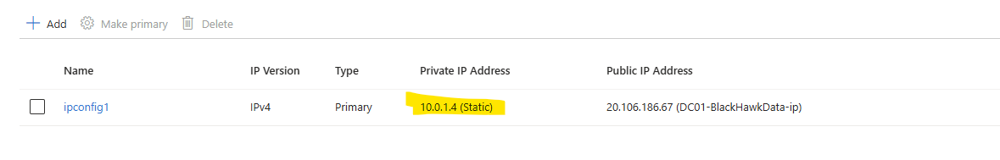 Add Make primary Delete
Name IP Version Type Private IP Address Public IP Address
ipconfig1 IPv4 Primary 10.0.1.4 (Static) 20.106.186.67 (DC01-BlackHawkData-ip)